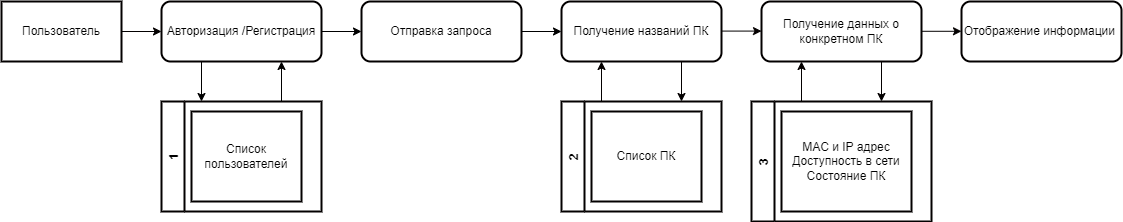 Пользователь
Авторизация /Регистрация
Отправка запроса
Получение названий ПК
Получение данных о
конкретном ПК
Отображение информации
1
Список
пользователей
2
Список ПК
3
MAC и IP адрес
Доступность в сети
Состояние ПК